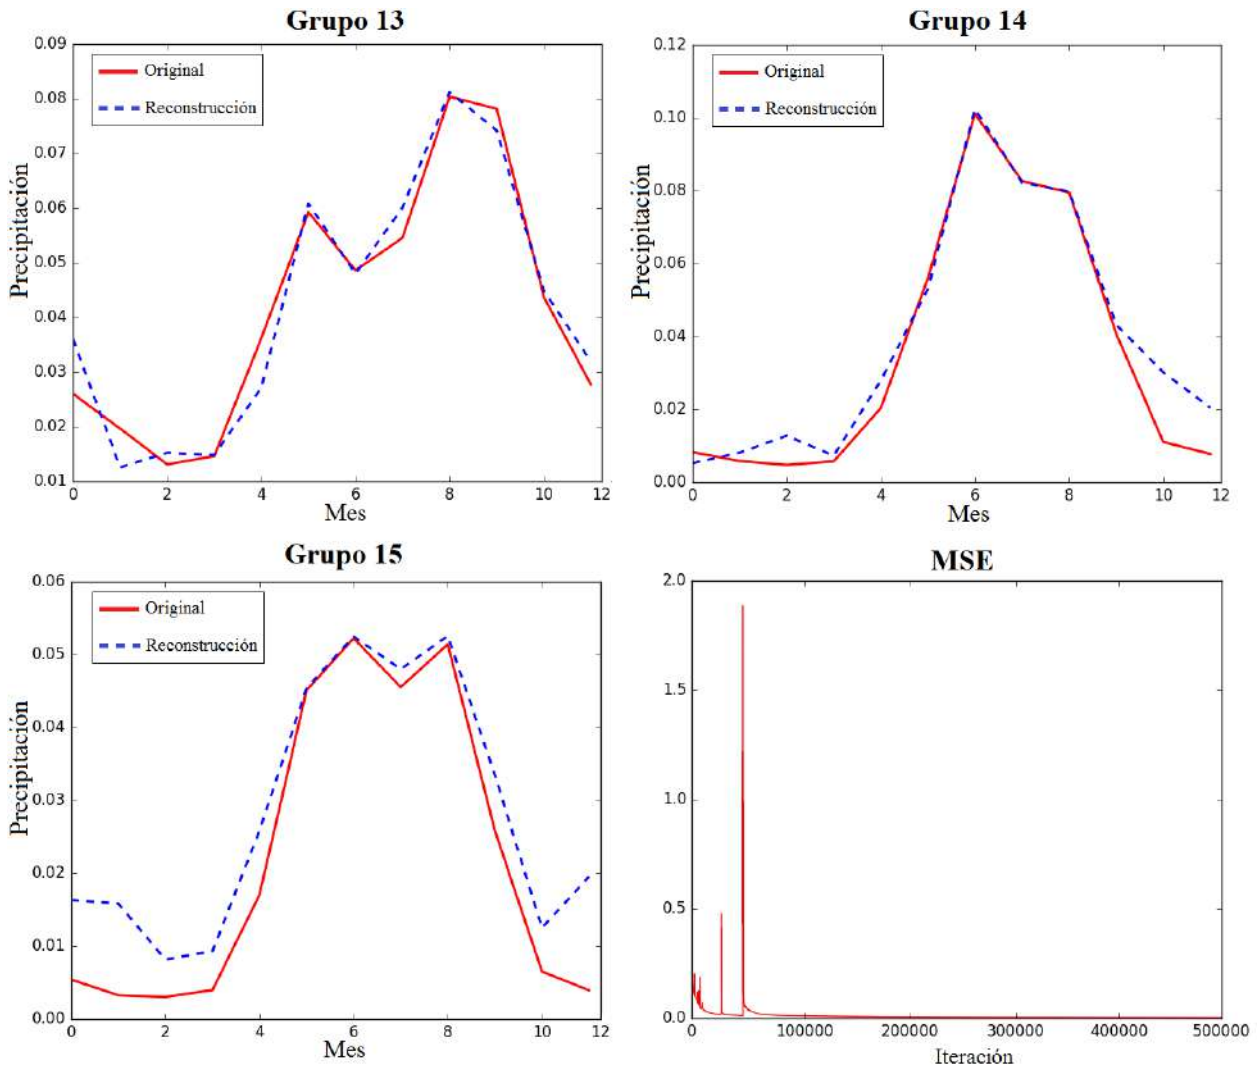 Grupo 13
0.09
0.08
0.07
0.06
0.05
0.04
0.03
0.02
0.01
Precipitación
Original
Reconstrucción
0 2 4 6 8 10 12
Mes
Grupo 14
0.12
0.10
0.08
0.06
0.04
0.02
0.00
Precipitación
Original
Reconstrucción
0 2 4 6 8 10 12
Mes
Grupo 15
0.06
0.05
0.04
0.03
0.02
0.01
0.00
Precipitación
Original
Reconstrucción
0 2 4 6 8 10 12
Mes
MSE
2.0
1.5
1.0
0.5
0.0
0 100000 200000 300000 400000 500000
Iteración